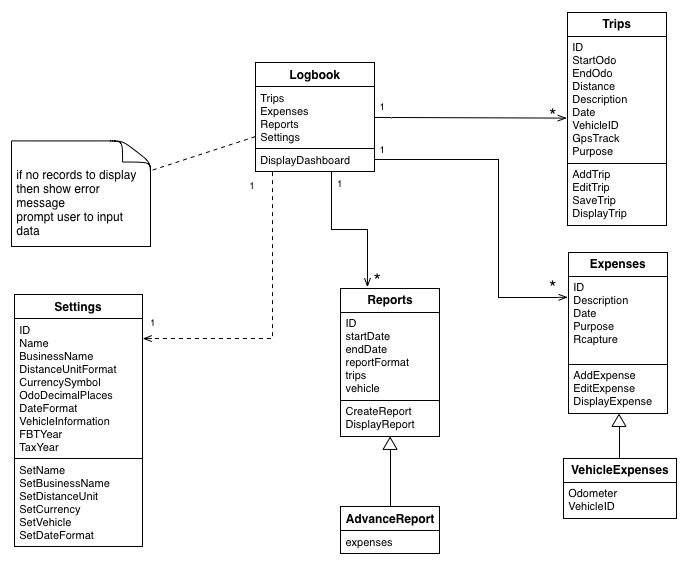 Trips
ID
StartOdo
EndOdo
Distance
Description
Date
VehicleID
GpsTrack
Purpose
AddTrip
EditTrip
SaveTrip
DisplayTrip
Logbook
Trips
Expenses
Reports
Settings
DisplayDashboard
1
*
1
*
1
*
1
1
if no records to display
then show error
message
prompt user to input
data
Expenses
ID
Description
Date
Purpose
Rcapture
AddExpense
EditExpense
DisplayExpense
Settings
ID
Name
BusinessName
DistanceUnitFormat
CurrencySymbol
OdoDecimalPlaces
DateFormat
VehicleInformation
FBTYear
TaxYear
SetName
SetBusinessName
SetDistanceUnit
SetCurrency
SetVehicle
SetDateFormat
Reports
ID
startDate
endDate
reportFormat
trips
vehicle
CreateReport
DisplayReport
VehicleExpenses
Odometer
VehicleID
AdvanceReport
expenses